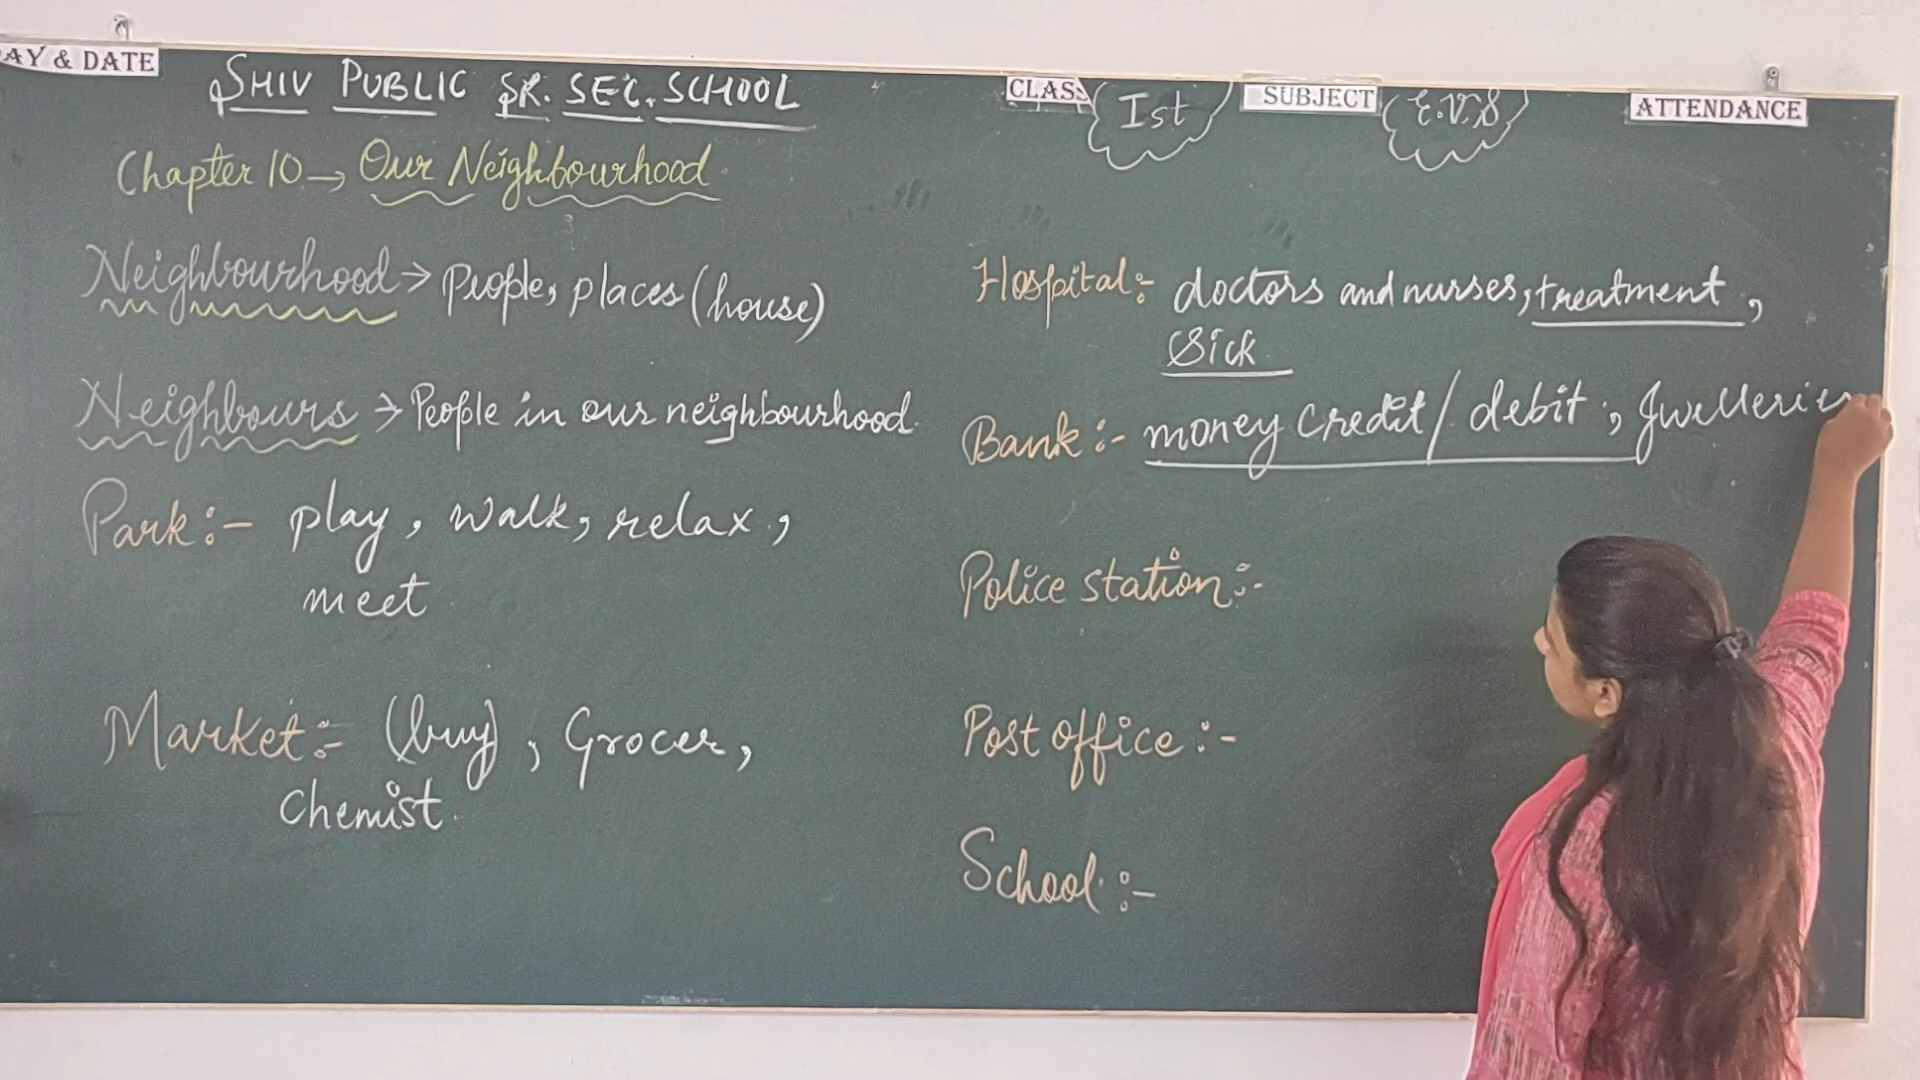 AY & DATE
SHIV PUBLIC SR. SEC. SCHOOL
CLASS Ist SUBJECT E.V.S ATTENDANCE
Chapter 10 → Our Neighbourhood
Neighbourhood → People, places (house)
Neighbours → People in our neighbourhood.
Park :- play, walk, relax,
meet
Market :- (buy), Grocer,
Chemist.
Hospital :- doctors and nurses, treatment,
Sick
Bank :- money credit / debit, Jwelleries
Police station :-
Post office :-
School :-